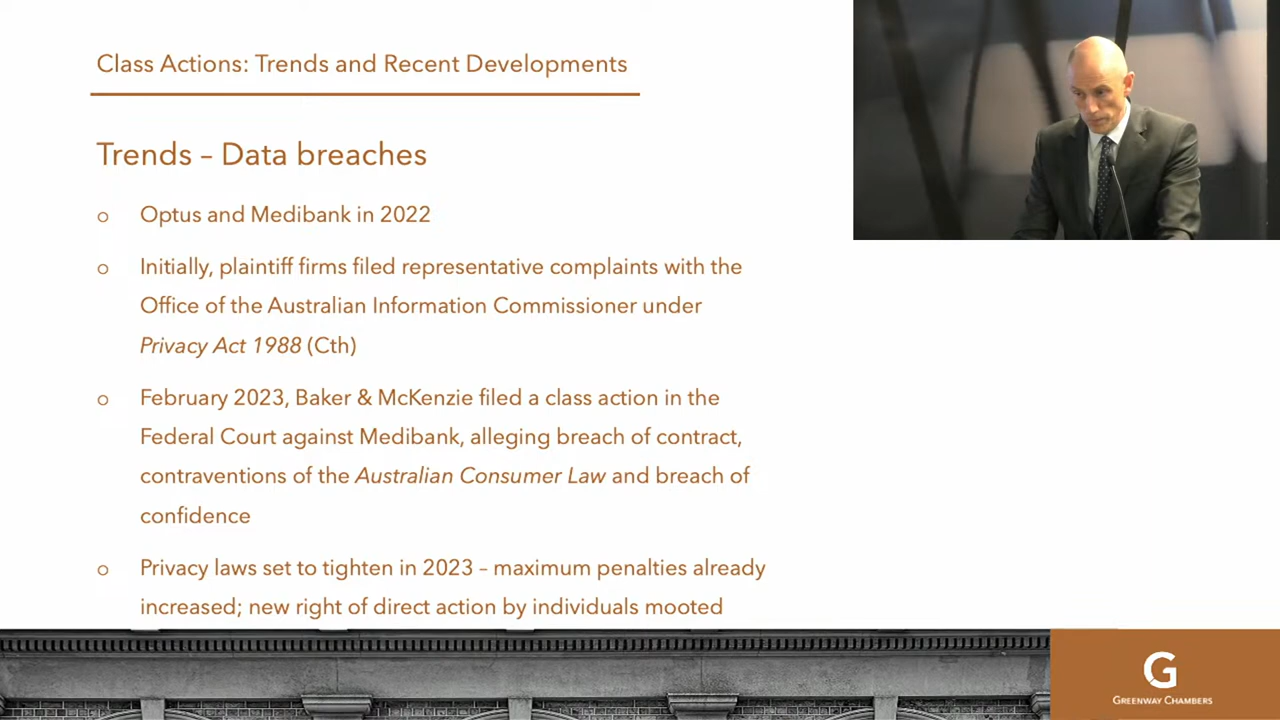 Class Actions: Trends and Recent Developments
Trends – Data breaches
o Optus and Medibank in 2022
o Initially, plaintiff firms filed representative complaints with the
Office of the Australian Information Commissioner under
Privacy Act 1988 (Cth)
o February 2023, Baker & McKenzie filed a class action in the
Federal Court against Medibank, alleging breach of contract,
contraventions of the Australian Consumer Law and breach of
confidence
o Privacy laws set to tighten in 2023 – maximum penalties already
increased; new right of direct action by individuals mooted
G
GREENWAY CHAMBERS